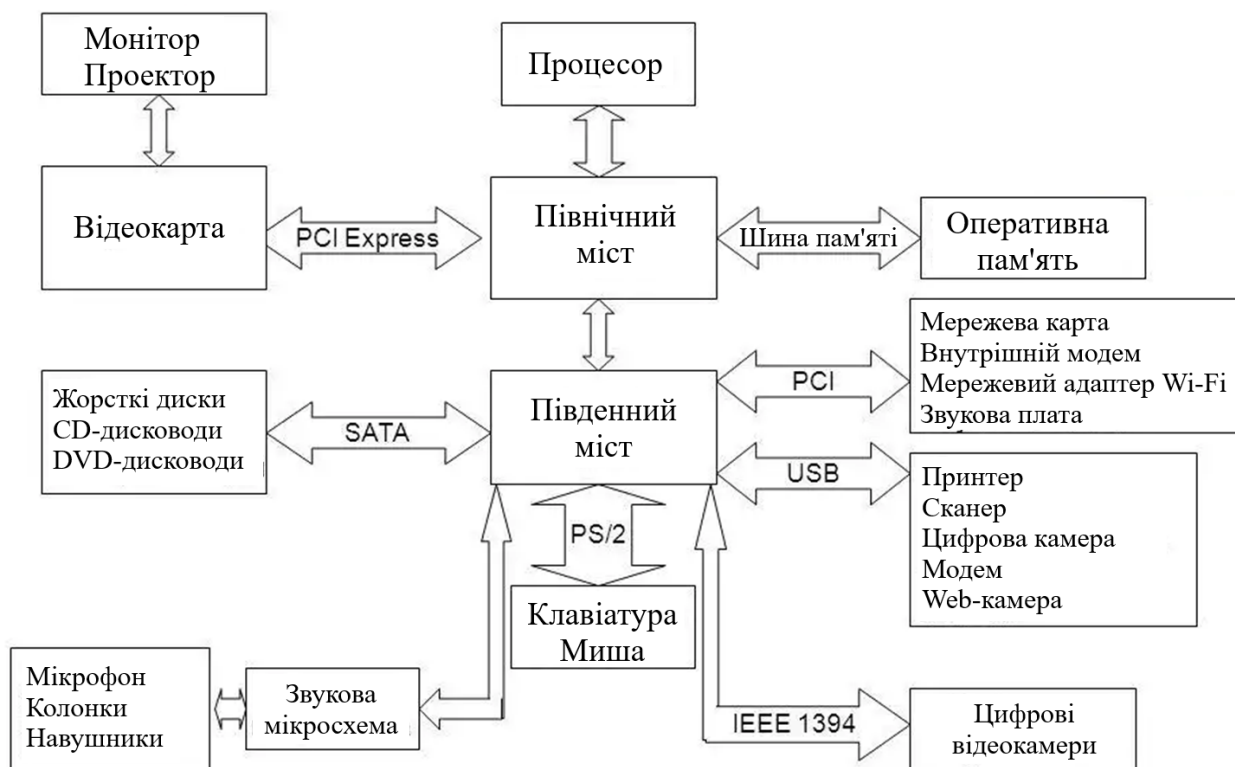 Монітор
Проектор
Процесор
Відеокарта
PCI Express
Північний
міст
Шина пам'яті
Оперативна
пам'ять
Мережева карта
Внутрішній модем
Мережевий адаптер Wi-Fi
Звукова плата
PCI
Жорсткі диски
CD-дисководи
DVD-дисководи
SATA
Південний
міст
USB
Принтер
Сканер
Цифрова камера
Модем
Web-камера
PS/2
Клавіатура
Миша
Мікрофон
Колонки
Навушники
Звукова
мікросхема
IEEE 1394
Цифрові
відеокамери